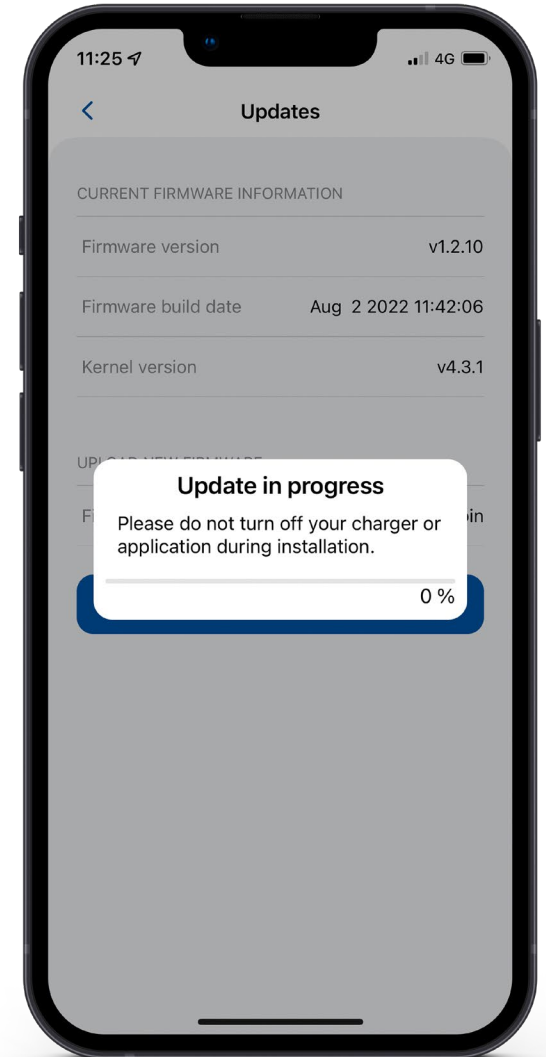 11:25
4G
Updates
CURRENT FIRMWARE INFORMATION
Firmware version v1.2.10
Firmware build date Aug 2 2022 11:42:06
Kernel version v4.3.1
Update in progress
Please do not turn off your charger or
application during installation.
0 %